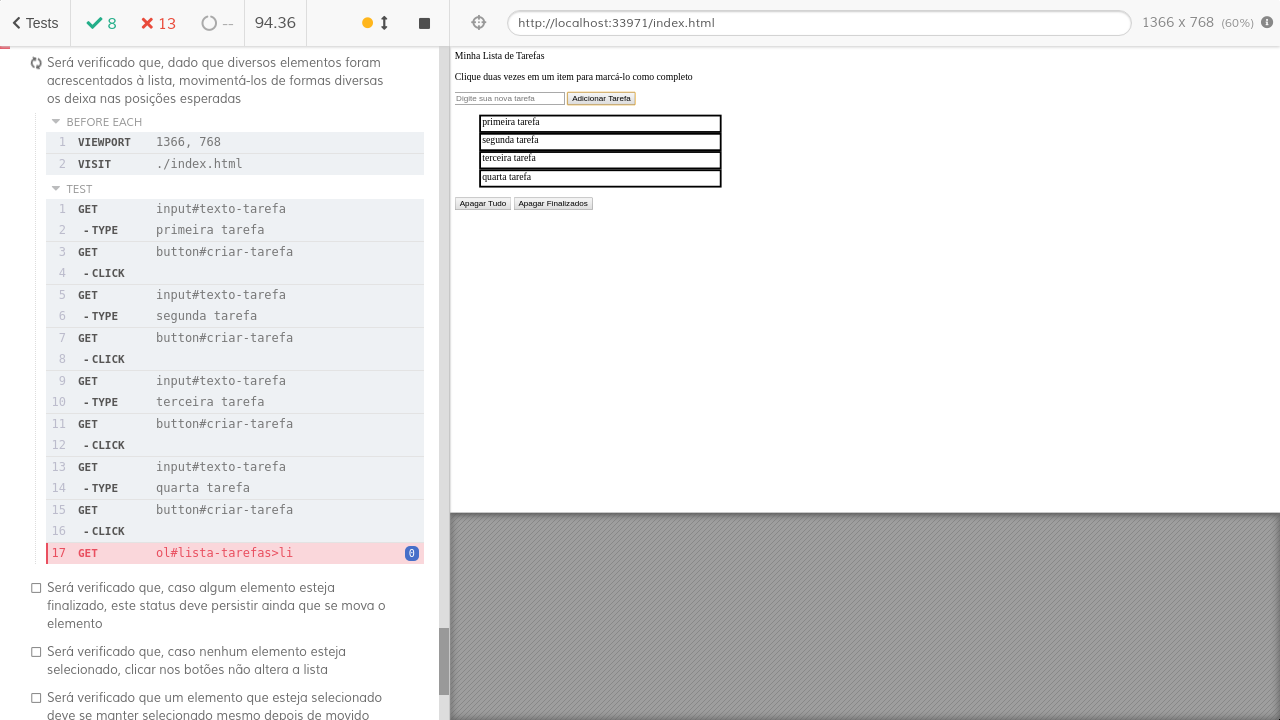 Tests 8 13 -- 94.36
http://localhost:33971/index.html 1366 x 768 (60%)
Será verificado que, dado que diversos elementos foram
acrescentados à lista, movimentá-los de formas diversas
os deixa nas posições esperadas
BEFORE EACH
1 VIEWPORT 1366, 768
2 VISIT ./index.html
TEST
1 GET input#texto-tarefa
2 -TYPE primeira tarefa
3 GET button#criar-tarefa
4 -CLICK
5 GET input#texto-tarefa
6 -TYPE segunda tarefa
7 GET button#criar-tarefa
8 -CLICK
9 GET input#texto-tarefa
10 -TYPE terceira tarefa
11 GET button#criar-tarefa
12 -CLICK
13 GET input#texto-tarefa
14 -TYPE quarta tarefa
15 GET button#criar-tarefa
16 -CLICK
17 GET ol#lista-tarefas>li 0
Será verificado que, caso algum elemento esteja
finalizado, este status deve persistir ainda que se mova o
elemento
Será verificado que, caso nenhum elemento esteja
selecionado, clicar nos botões não altera a lista
Será verificado que um elemento que esteja selecionado
deve se manter selecionado mesmo depois de movido
Minha Lista de Tarefas
Clique duas vezes em um item para marcá-lo como completo
Digite sua nova tarefa Adicionar Tarefa
primeira tarefa
segunda tarefa
terceira tarefa
quarta tarefa
Apagar Tudo Apagar Finalizados